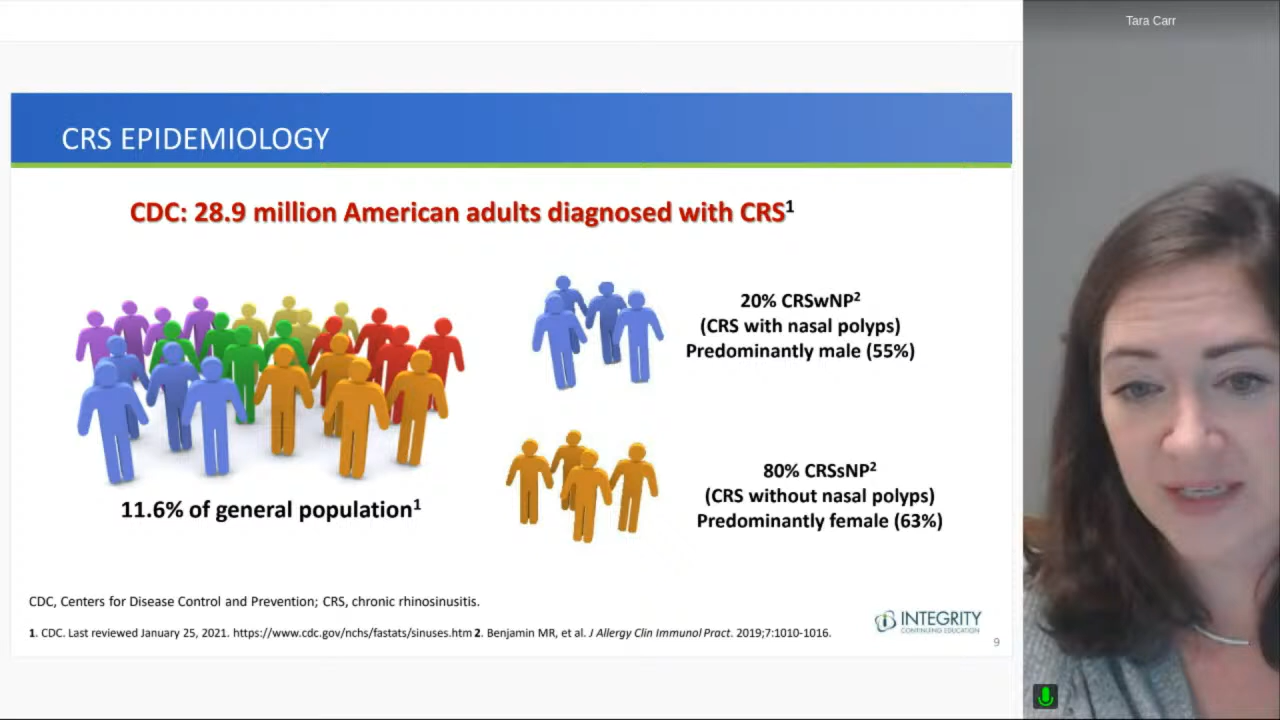 Tara Carr
CRS EPIDEMIOLOGY
CDC: 28.9 million American adults diagnosed with CRS¹
20% CRSwNP²
(CRS with nasal polyps)
Predominantly male (55%)
80% CRSsNP²
(CRS without nasal polyps)
Predominantly female (63%)
11.6% of general population¹
CDC, Centers for Disease Control and Prevention; CRS, chronic rhinosinusitis.
1. CDC. Last reviewed January 25, 2021. https://www.cdc.gov/nchs/fastats/sinuses.htm 2. Benjamin MR, et al. J Allergy Clin Immunol Pract. 2019;7:1010-1016.
INTEGRITY
CONTINUING EDUCATION
9